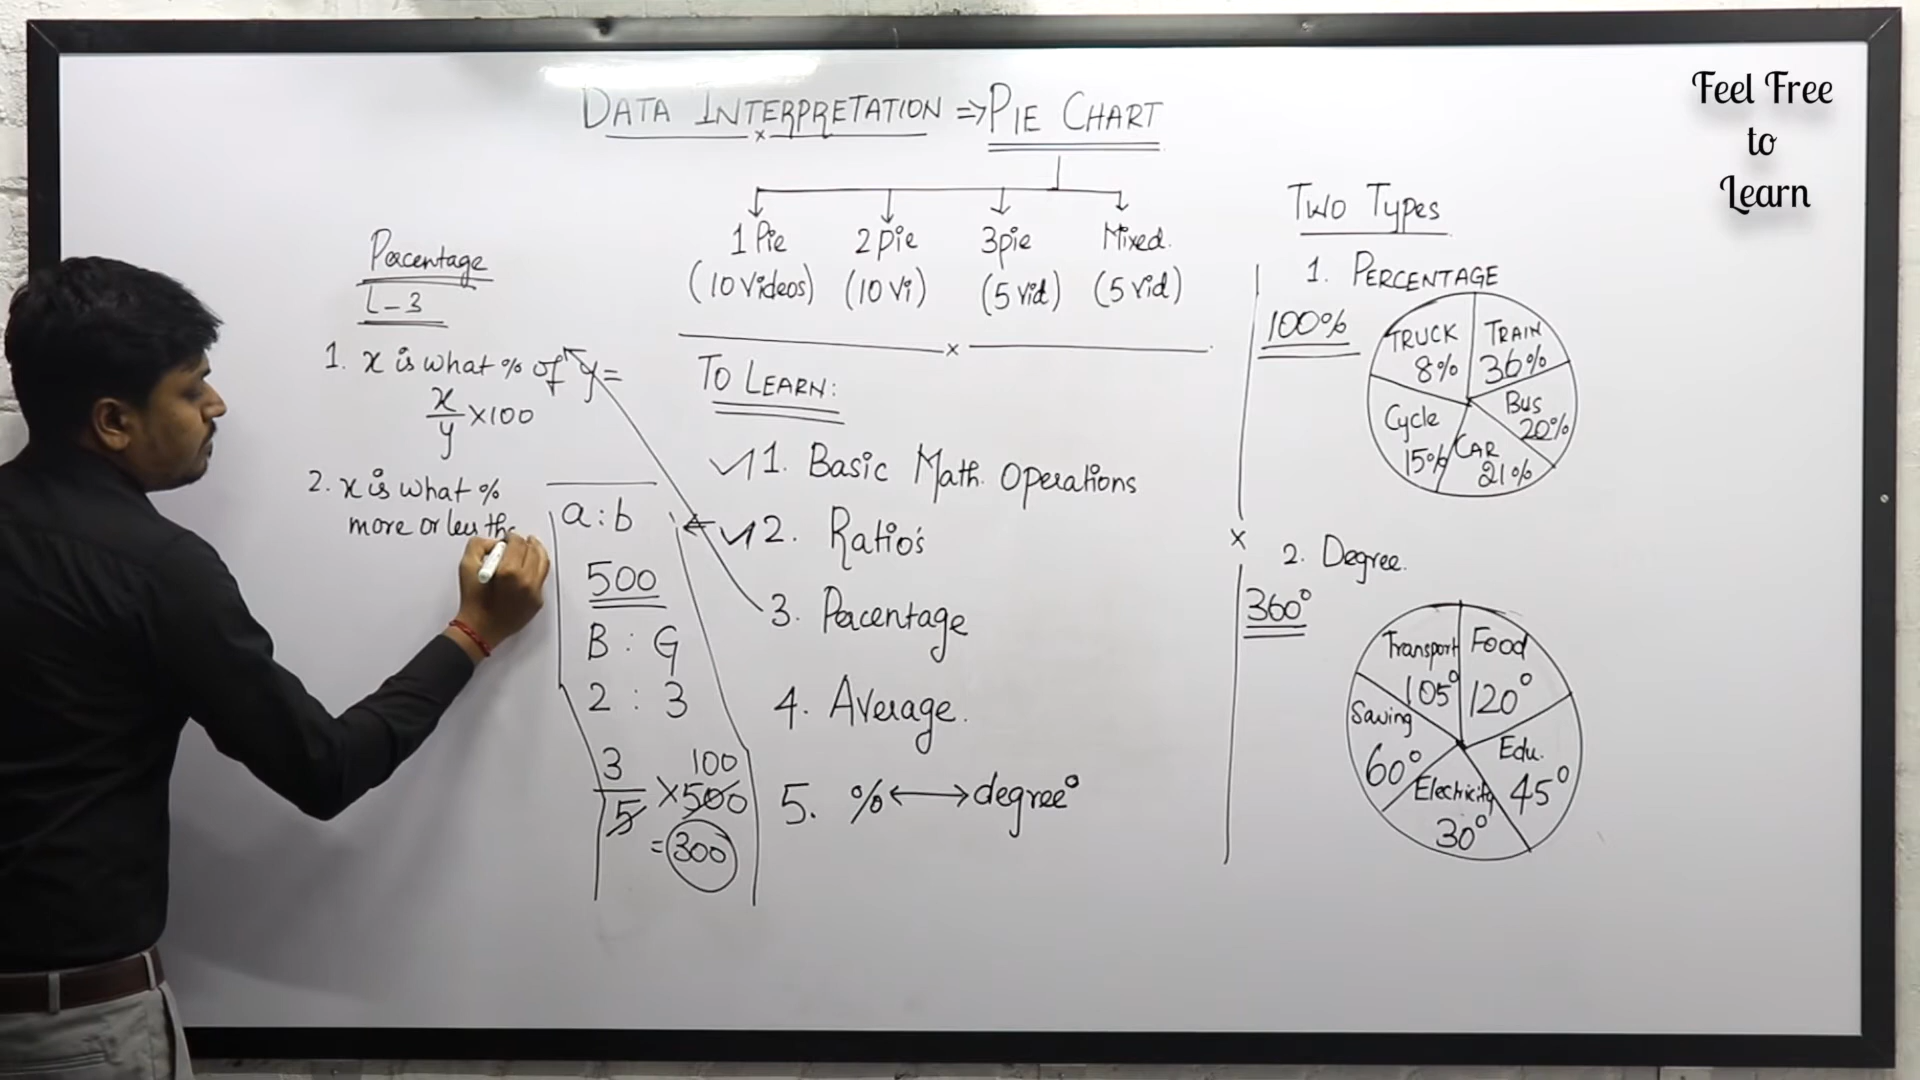 Feel Free
to
Learn
DATA INTERPRETATION => PIE CHART
1 Pie
(10 Videos)
2 pie
(10 Vi)
3pie
(5 Vid)
Mixed.
(5 Vid)
Percentage
L-3
1. x is what % of y =
x/y × 100
2. x is what %
more or less th
a : b
500
B : G
2 : 3
3/5 × 500 100
= 300
TO LEARN:
1. Basic Math Operations
2. Ratio's
3. Percentage
4. Average.
5. % ↔ degree°
TWO TYPES
1. PERCENTAGE
100%
TRUCK
8%
TRAIN
36%
BUS
20%
CAR
21%
Cycle
15%
2. Degree.
360°
Transport
105°
Food
120°
Edu.
45°
Electricity
30°
Saving
60°